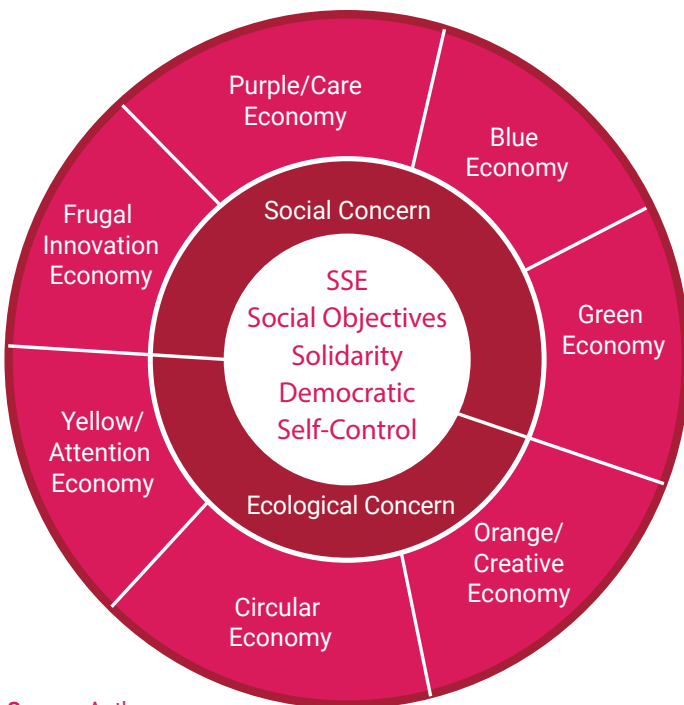 Purple/Care
Economy
Blue
Economy
Frugal
Innovation
Economy
Social Concern
SSE
Social Objectives
Solidarity
Democratic
Self-Control
Green
Economy
Yellow/
Attention
Economy
Ecological Concern
Orange/
Creative
Economy
Circular
Economy